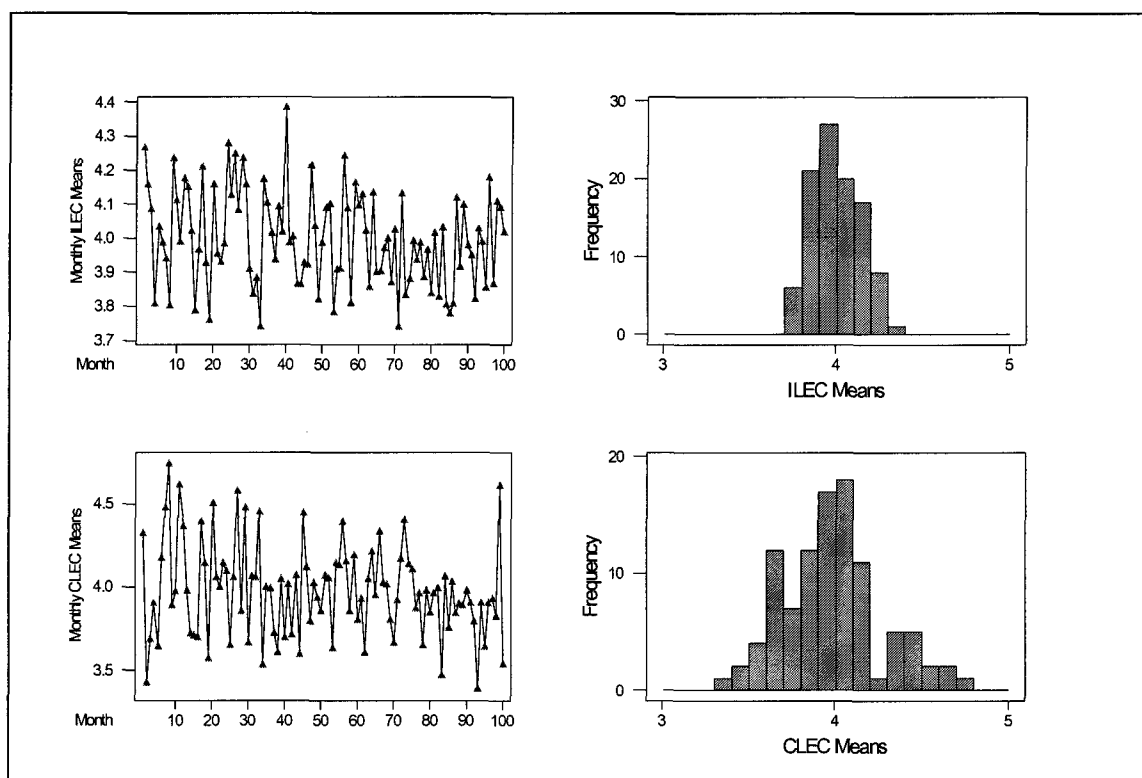 4.4
4.3
4.2
4.1
4.0
3.9
3.8
3.7
Monthly ILEC Means
Month 10 20 30 40 50 60 70 80 90 100
30
20
10
0
Frequency
3 4 5
ILEC Means
4.5
4.0
3.5
Monthly CLEC Means
Month 10 20 30 40 50 60 70 80 90 100
20
10
0
Frequency
3 4 5
CLEC Means